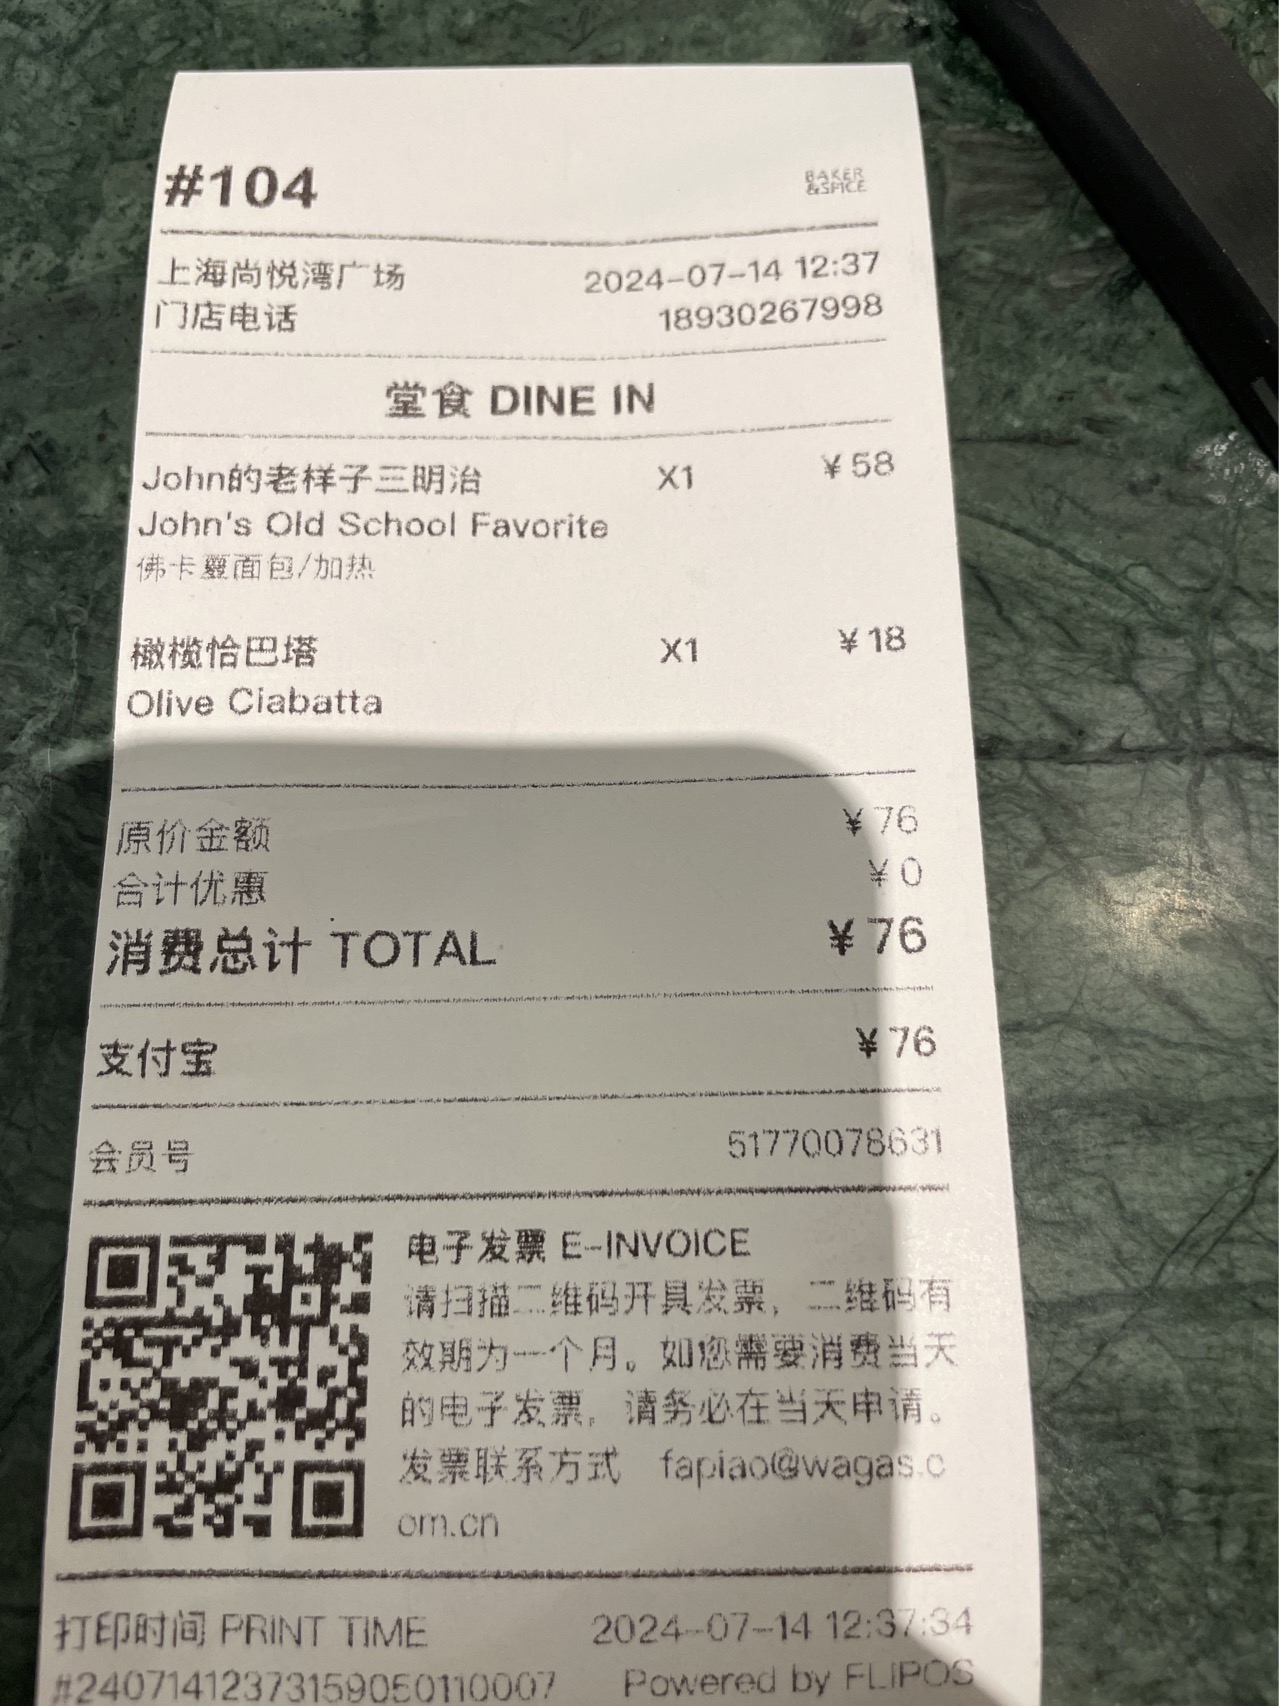 #104
BAKER
&SPICE
上海尚悦湾广场 2024-07-14 12:37
门店电话 18930267998
堂食 DINE IN
John的老样子三明治 X1 ¥58
John's Old School Favorite
佛卡夏面包/加热
橄榄恰巴塔 X1 ¥18
Olive Ciabatta
原价金额 ¥76
合计优惠 ¥0
消费总计 TOTAL ¥76
支付宝 ¥76
会员号 51770078631
电子发票 E-INVOICE
请扫描二维码开具发票，二维码有
效期为一个月。如您需要消费当天
的电子发票，请务必在当天申请。
发票联系方式 fapiao@wagas.c
om.cn
打印时间 PRINT TIME 2024-07-14 12:37:34
#24071412373159050110007 Powered by FLIPOS